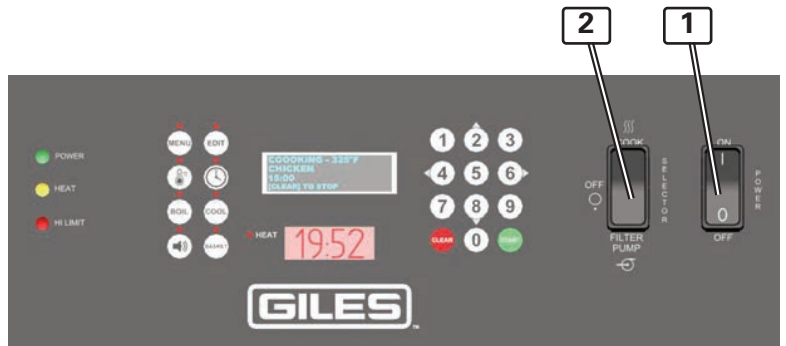 2
1
POWER
HEAT
HI LIMIT
MENU
EDIT
BOIL
COOL
BASKET
COOOKING - 325°F
CHICKEN
15:00
[CLEAR] TO STOP
HEAT
19:52
1 2 3
4 5 6
7 8 9
CLEAR 0 START
GILES
TM
COOK
OFF
SELECTOR
FILTER
PUMP
ON
I
0
OFF
POWER